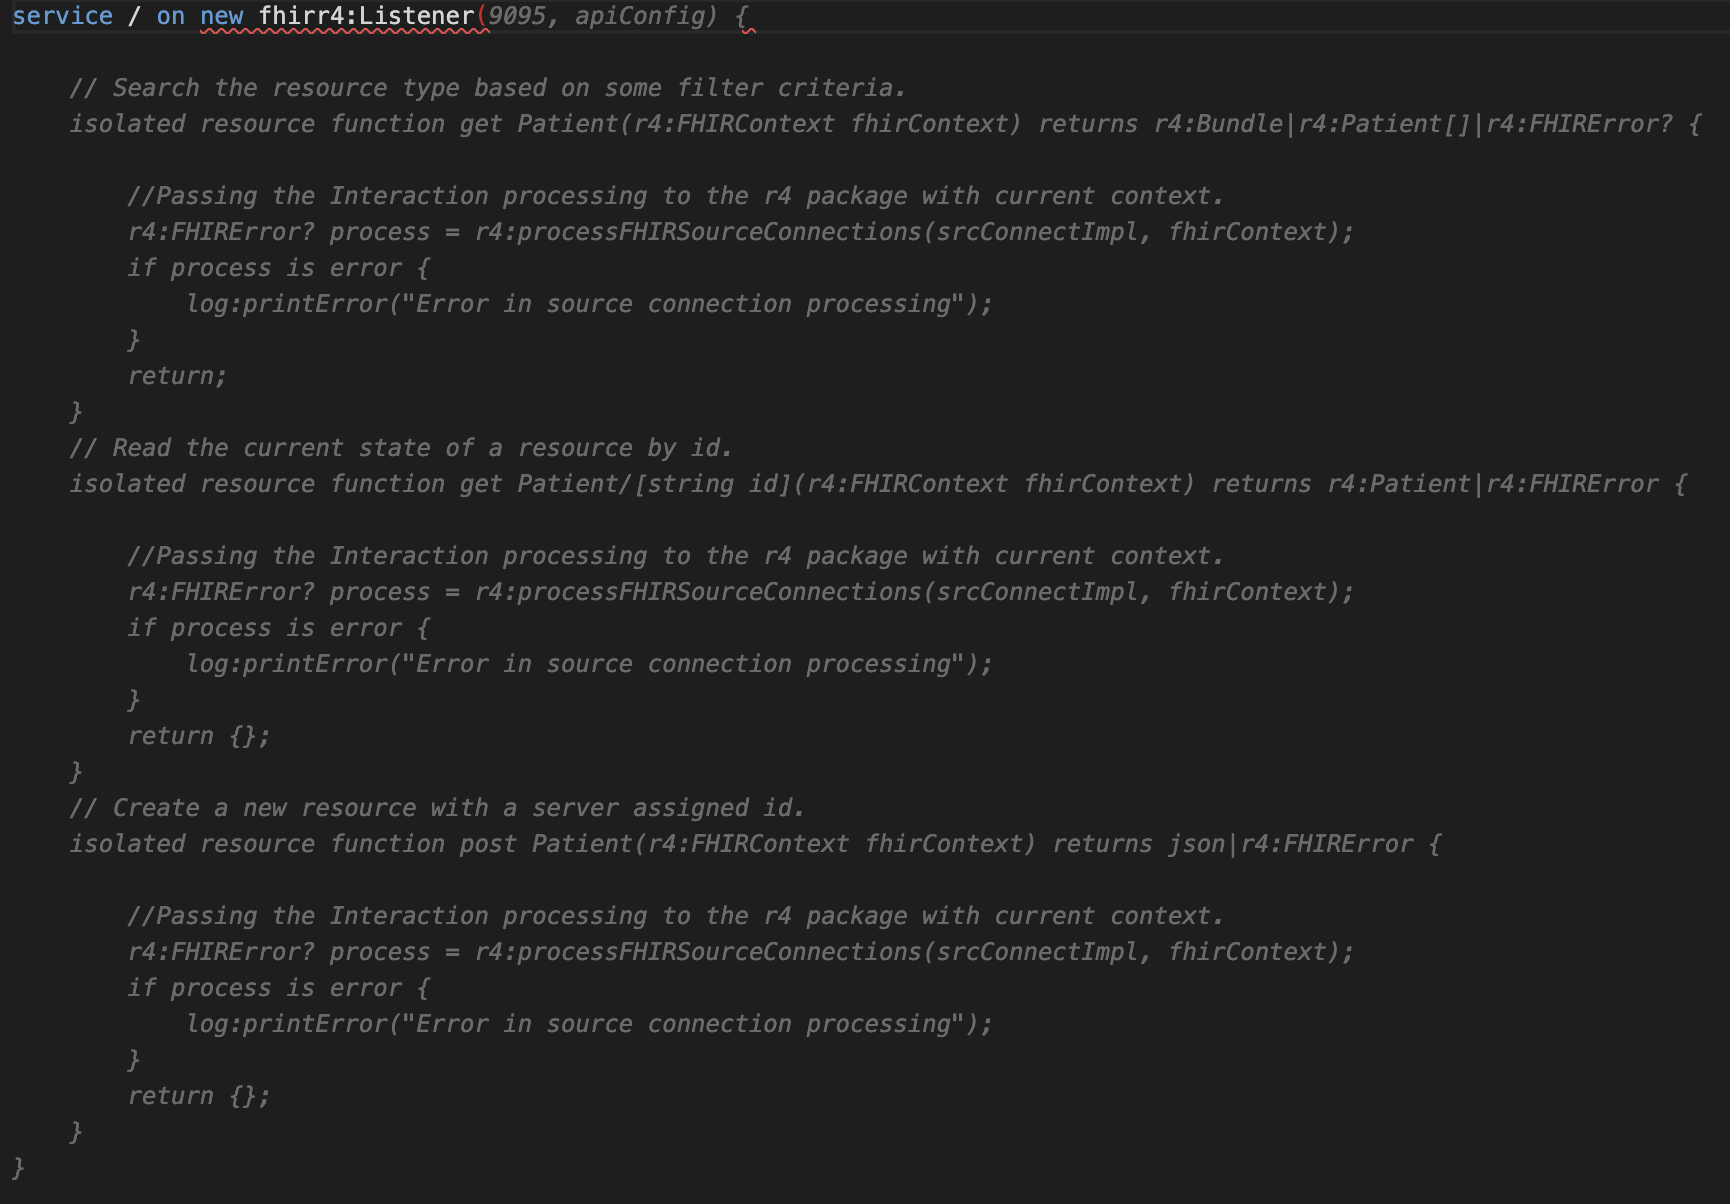 service / on new fhirr4:Listener(9095, apiConfig) {
// Search the resource type based on some filter criteria.
isolated resource function get Patient(r4:FHIRContext fhirContext) returns r4:Bundle|r4:Patient[]|r4:FHIRError? {
//Passing the Interaction processing to the r4 package with current context.
r4:FHIRError? process = r4:processFHIRSourceConnections(srcConnectImpl, fhirContext);
if process is error {
log:printError("Error in source connection processing");
}
return;
}
// Read the current state of a resource by id.
isolated resource function get Patient/[string id](r4:FHIRContext fhirContext) returns r4:Patient|r4:FHIRError {
//Passing the Interaction processing to the r4 package with current context.
r4:FHIRError? process = r4:processFHIRSourceConnections(srcConnectImpl, fhirContext);
if process is error {
log:printError("Error in source connection processing");
}
return {};
}
// Create a new resource with a server assigned id.
isolated resource function post Patient(r4:FHIRContext fhirContext) returns json|r4:FHIRError {
//Passing the Interaction processing to the r4 package with current context.
r4:FHIRError? process = r4:processFHIRSourceConnections(srcConnectImpl, fhirContext);
if process is error {
log:printError("Error in source connection processing");
}
return {};
}
}